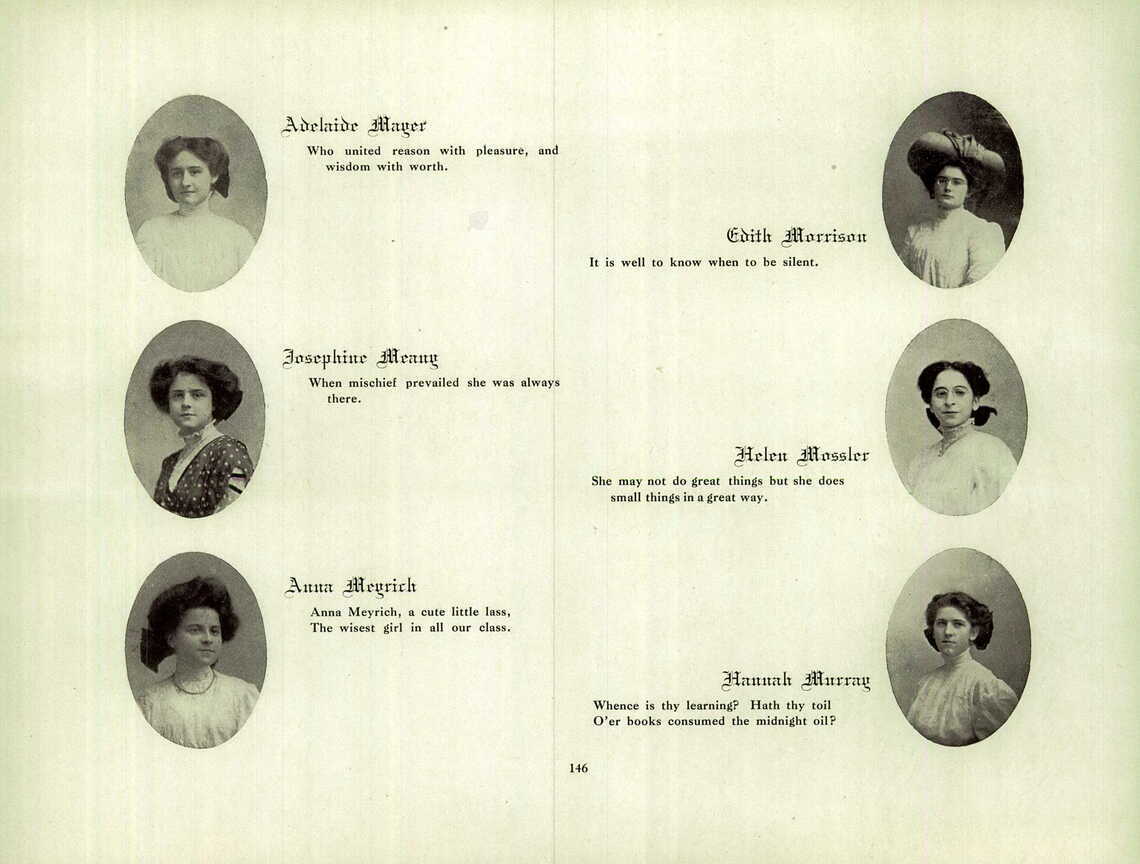 Adelaide Mayer
Who united reason with pleasure, and
wisdom with worth.
Josephine Meany
When mischief prevailed she was always
there.
Anna Meyrich
Anna Meyrich, a cute little lass,
The wisest girl in all our class.
Edith Morrison
It is well to know when to be silent.
Helen Mossler
She may not do great things but she does
small things in a great way.
Hannah Murray
Whence is thy learning? Hath thy toil
O'er books consumed the midnight oil?
146